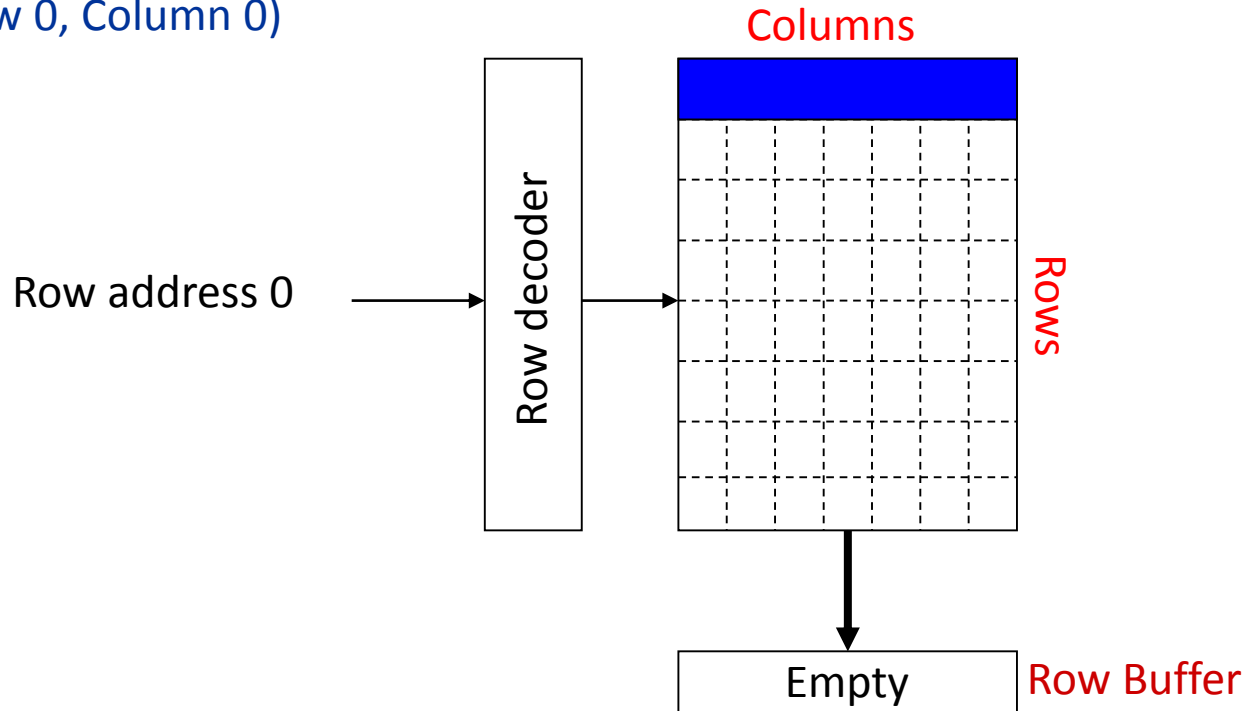 0, Column 0)
Columns
Row decoder
Row address 0
Rows
Empty
Row Buffer